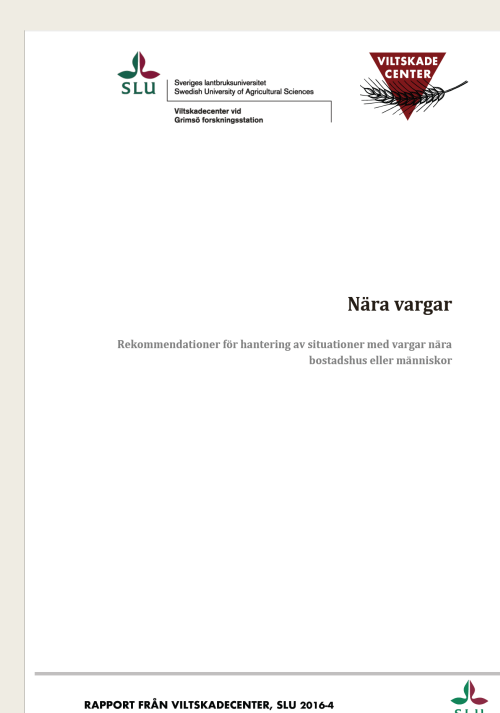 SLU
Sveriges lantbruksuniversitet
Swedish University of Agricultural Sciences
Viltskadecenter vid
Grimsö forskningsstation
VILTSKADE
CENTER
Nära vargar
Rekommendationer för hantering av situationer med vargar nära
bostadshus eller människor
RAPPORT FRÅN VILTSKADECENTER, SLU 2016-4
SLU